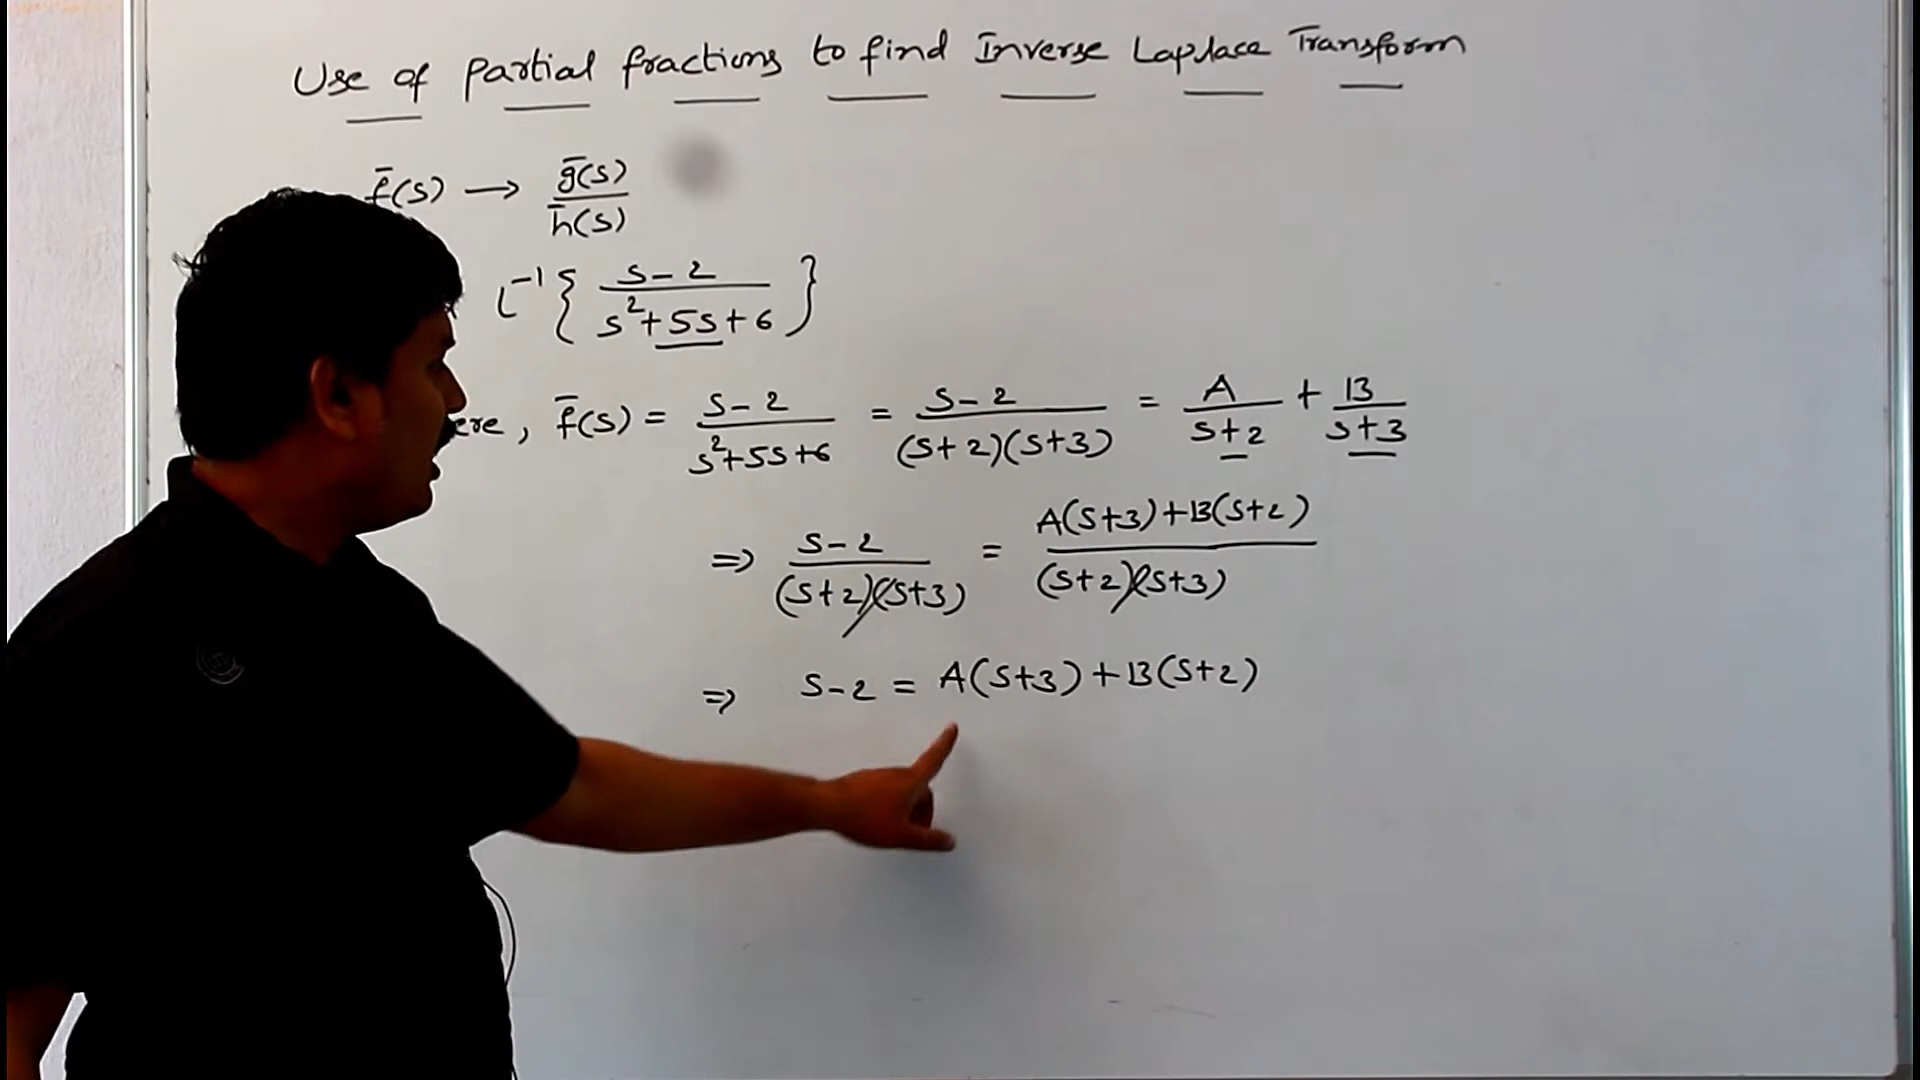 Use of Partial fractions to find Inverse Laplace Transform
f̄(s) → ḡ(s)/h̄(s)
L⁻¹{ s-2 / s²+5s+6 }
ere, f̄(s) = s-2 / s²+5s+6 = s-2 / (s+2)(s+3) = A / s+2 + B / s+3
⇒ s-2 / (s+2)(s+3) = A(s+3)+B(s+2) / (s+2)(s+3)
⇒ s-2 = A(s+3)+B(s+2)